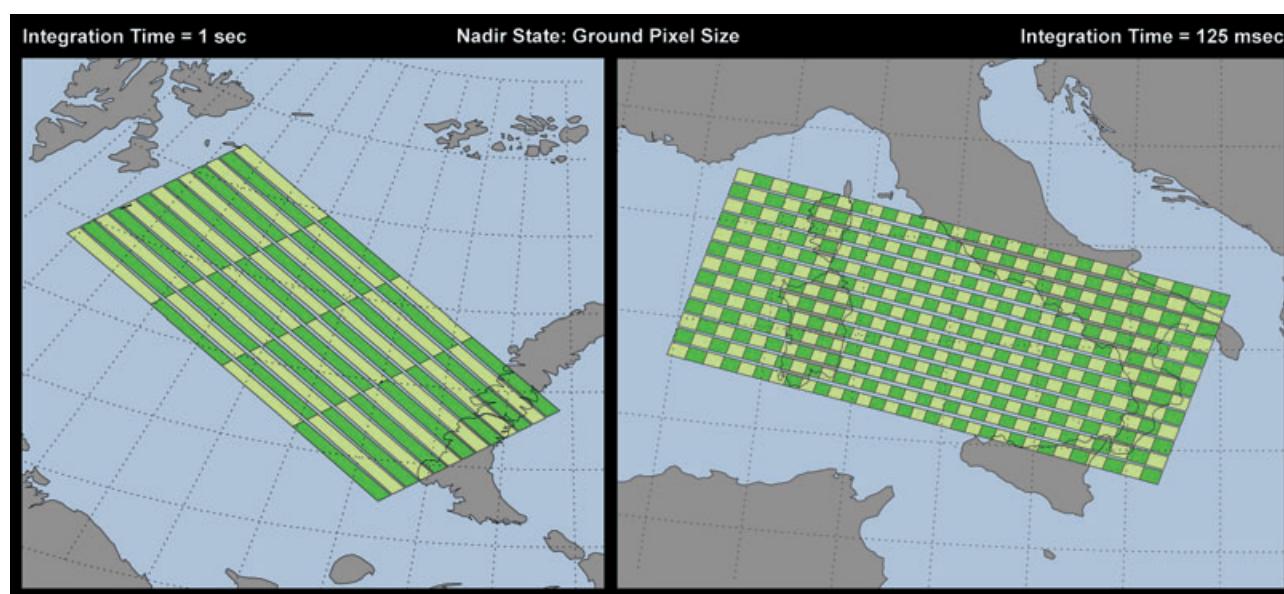 Integration Time = 1 sec
Nadir State: Ground Pixel Size
Integration Time = 125 msec